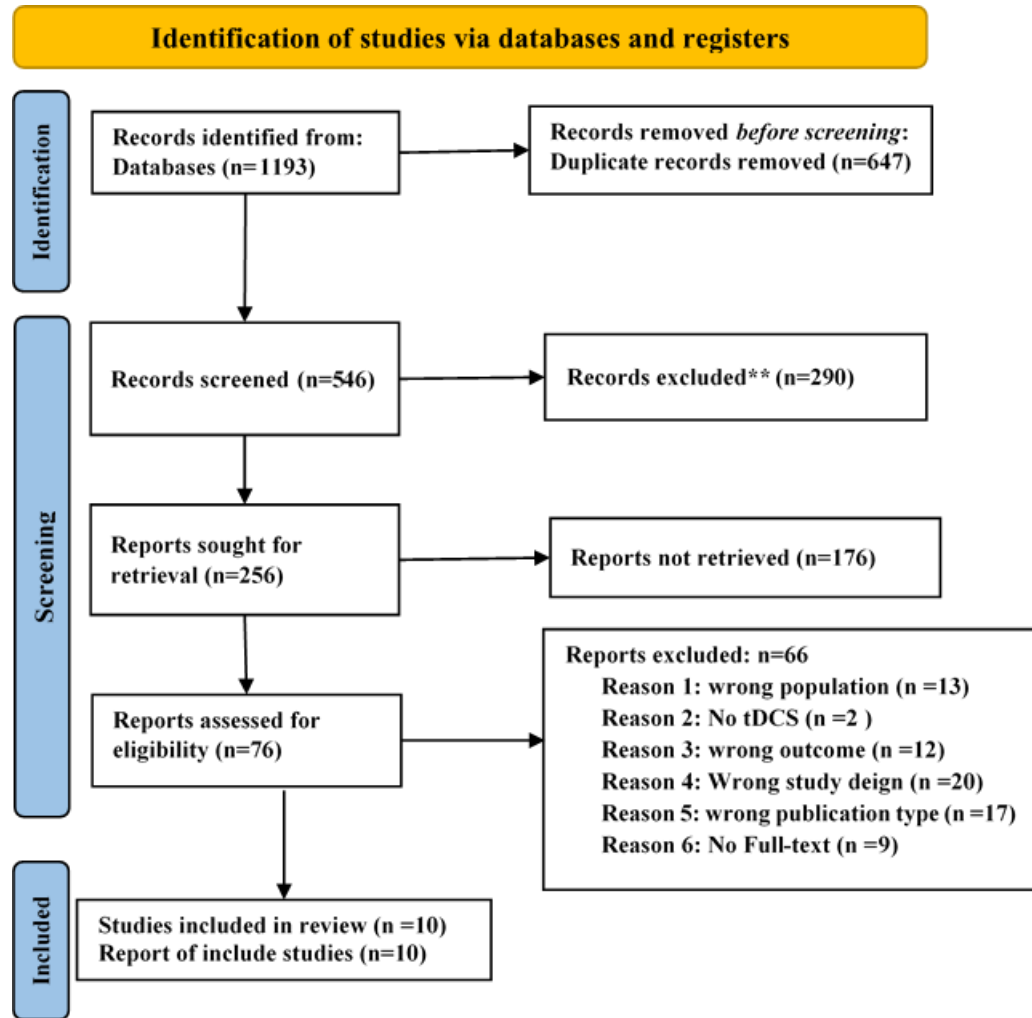 Identification of studies via databases and registers
Identification
Records identified from:
Databases (n=1193)
Records removed before screening:
Duplicate records removed (n=647)
Screening
Records screened (n=546)
Records excluded** (n=290)
Reports sought for
retrieval (n=256)
Reports not retrieved (n=176)
Reports assessed for
eligibility (n=76)
Reports excluded: n=66
Reason 1: wrong population (n =13)
Reason 2: No tDCS (n =2 )
Reason 3: wrong outcome (n =12)
Reason 4: Wrong study deign (n =20)
Reason 5: wrong publication type (n =17)
Reason 6: No Full-text (n =9)
Included
Studies included in review (n =10)
Report of include studies (n=10)